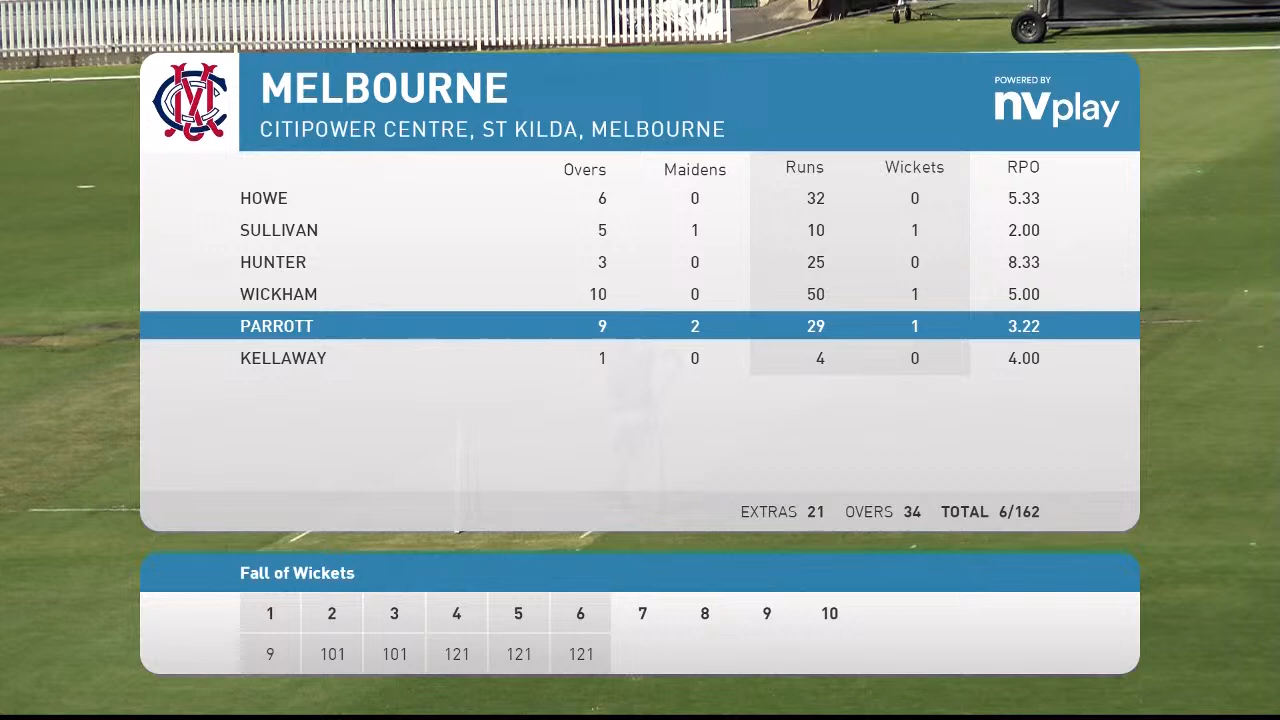 MELBOURNE
CITIPOWER CENTRE, ST KILDA, MELBOURNE
POWERED BY
nvplay
MCC
Overs Maidens Runs Wickets RPO
HOWE 6 0 32 0 5.33
SULLIVAN 5 1 10 1 2.00
HUNTER 3 0 25 0 8.33
WICKHAM 10 0 50 1 5.00
PARROTT 9 2 29 1 3.22
KELLAWAY 1 0 4 0 4.00
EXTRAS 21 OVERS 34 TOTAL 6/162
Fall of Wickets
1 2 3 4 5 6 7 8 9 10
9 101 101 121 121 121